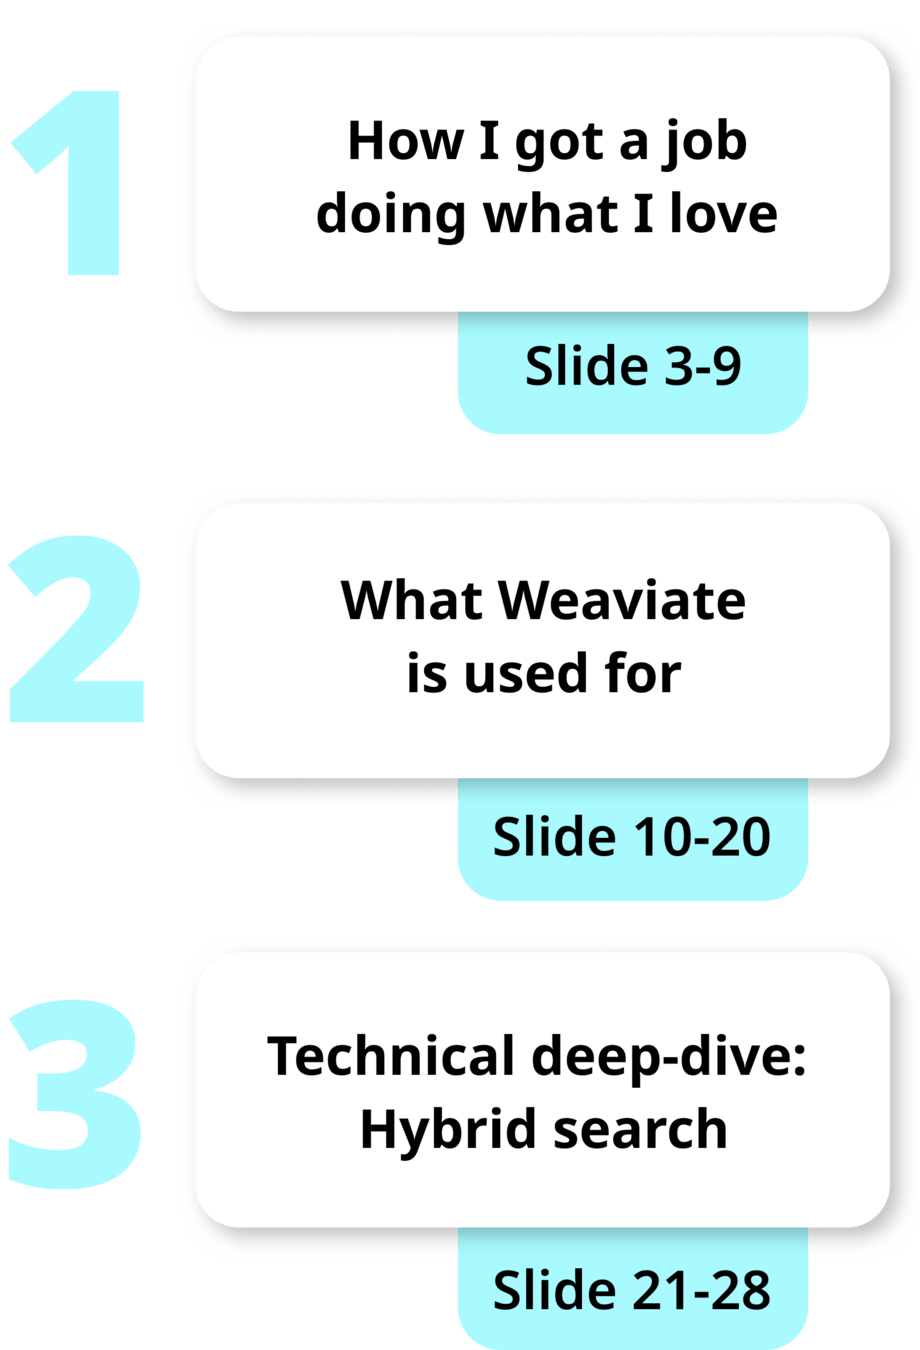 1
How I got a job
doing what I love
Slide 3-9
2
What Weaviate
is used for
Slide 10-20
3
Technical deep-dive:
Hybrid search
Slide 21-28